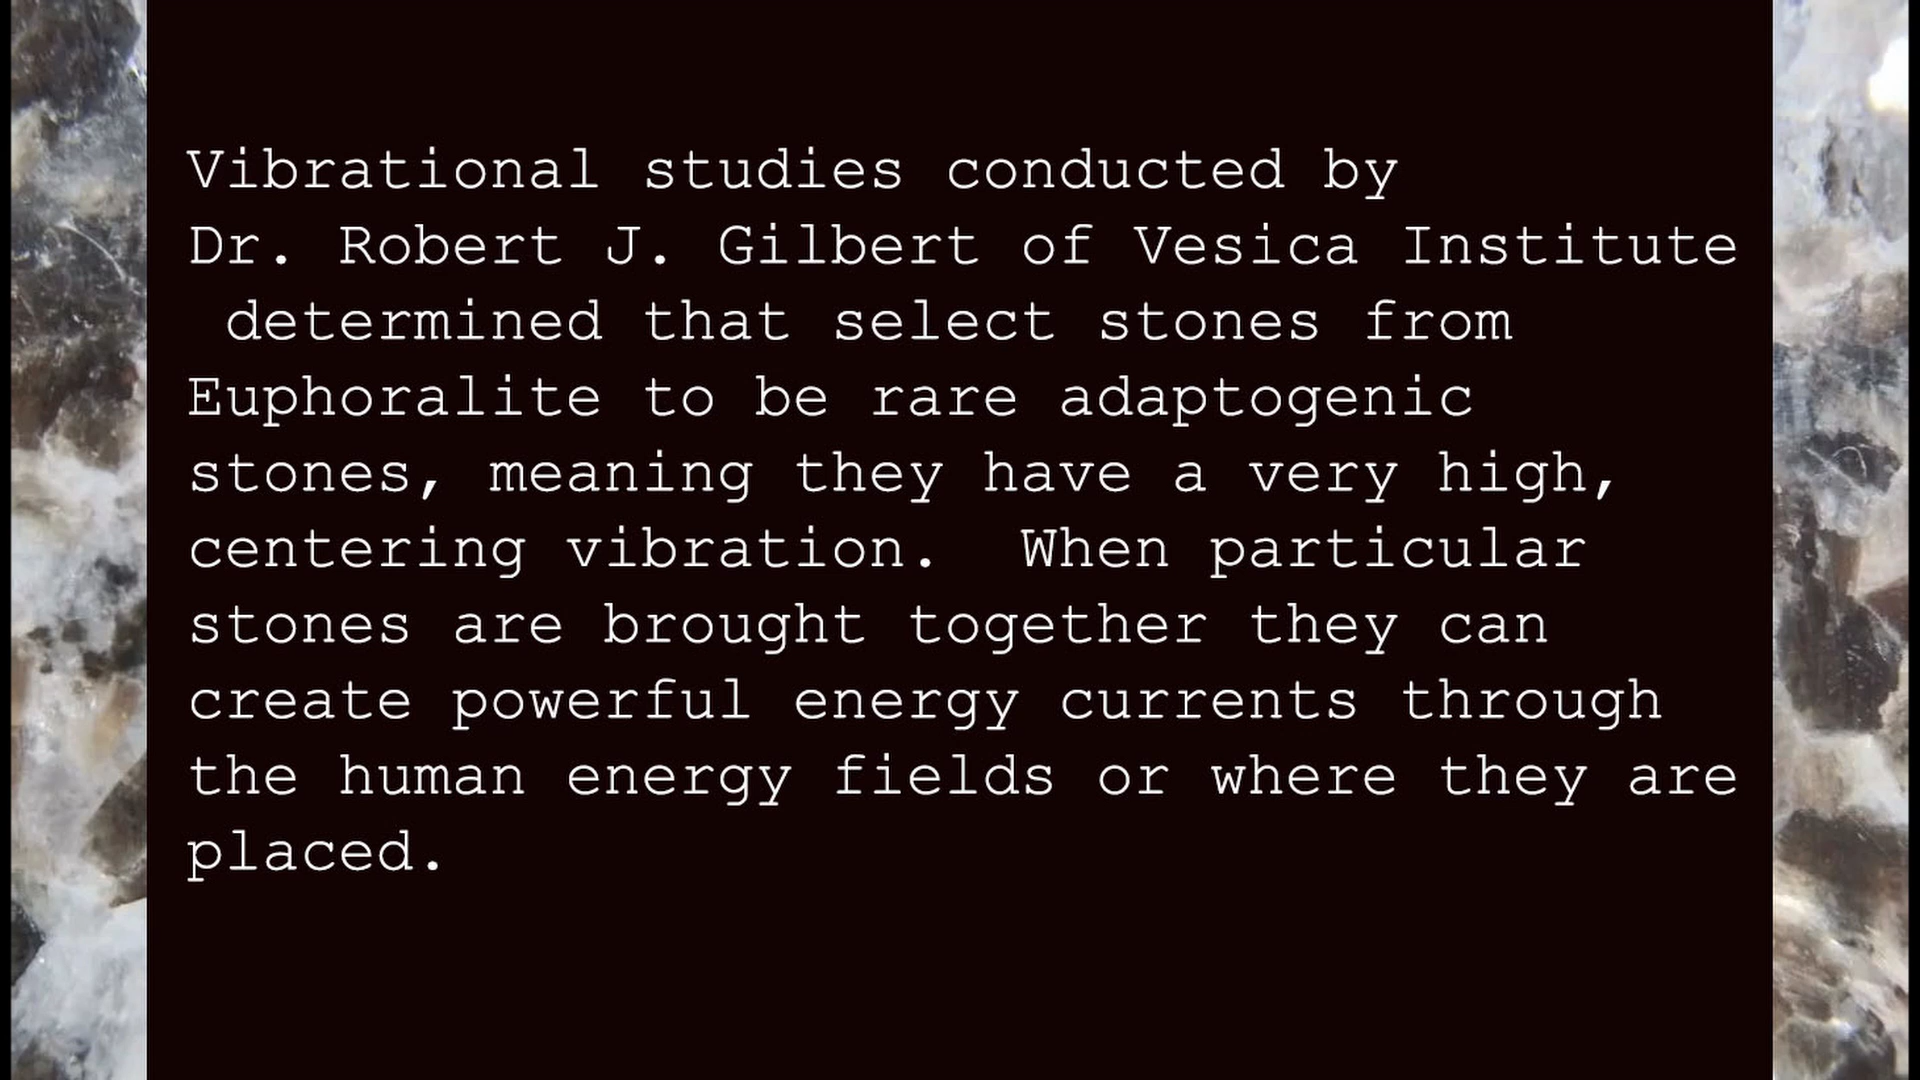 Vibrational studies conducted by
Dr. Robert J. Gilbert of Vesica Institute
determined that select stones from
Euphoralite to be rare adaptogenic
stones, meaning they have a very high,
centering vibration.  When particular
stones are brought together they can
create powerful energy currents through
the human energy fields or where they are
placed.